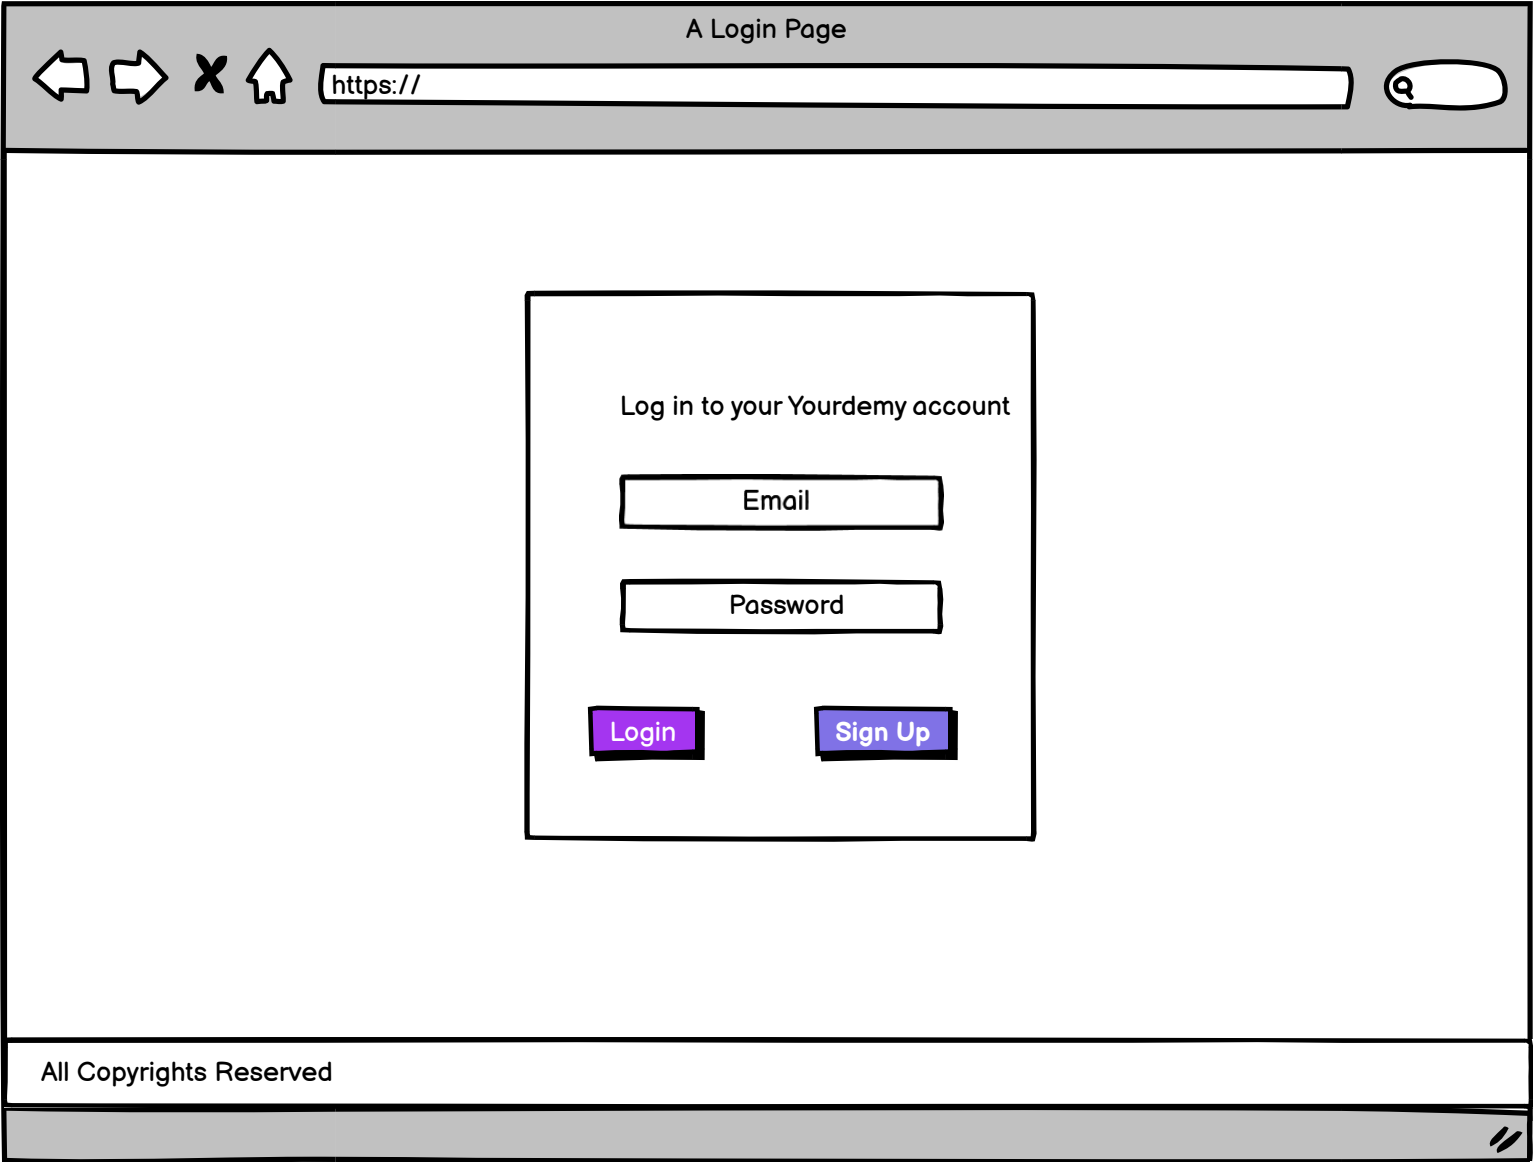 A Login Page
https://
Log in to your Yourdemy account
Email
Password
Login
Sign Up
All Copyrights Reserved